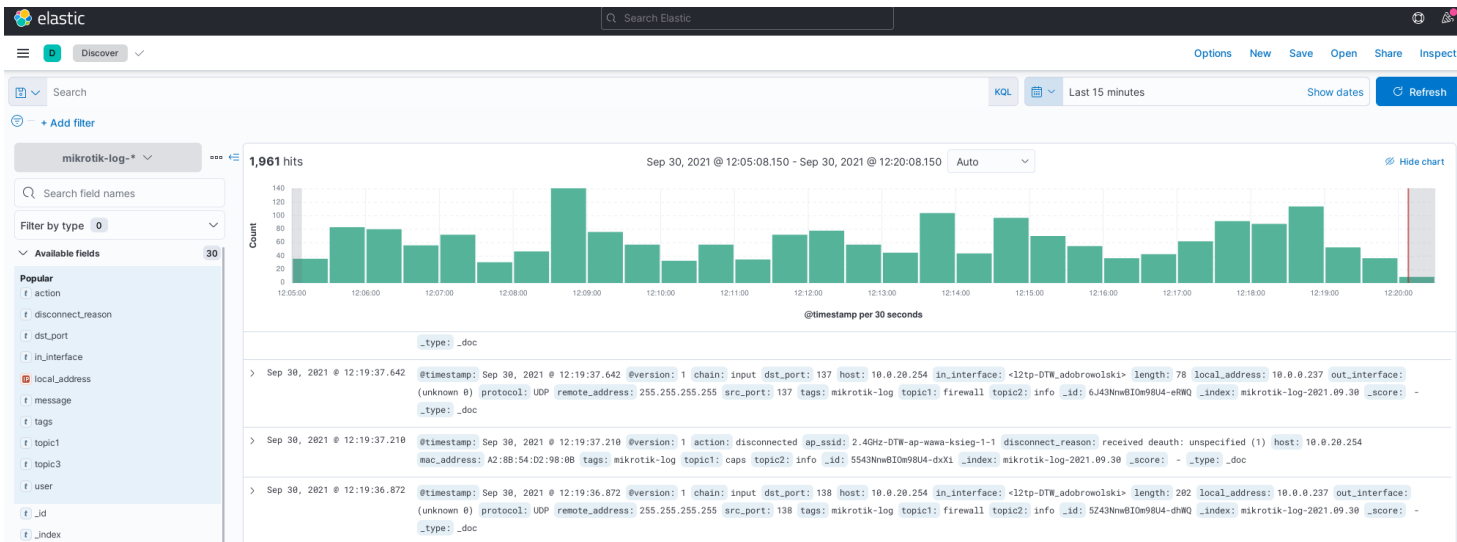 elastic
Search Elastic
D Discover
Options New Save Open Share Inspect
Search
KQL
Last 15 minutes
Show dates
Refresh
+ Add filter
mikrotik-log-*
1,961 hits
Sep 30, 2021 @ 12:05:08.150 - Sep 30, 2021 @ 12:20:08.150 Auto
Hide chart
Search field names
Filter by type 0
Available fields 30
Popular
t action
t disconnect_reason
t dst_port
t in_interface
IP local_address
t message
t tags
t topic1
t topic3
t user
t _id
t _index
Count
140
120
100
80
60
40
20
0
12:05:00 12:06:00 12:07:00 12:08:00 12:09:00 12:10:00 12:11:00 12:12:00 12:13:00 12:14:00 12:15:00 12:16:00 12:17:00 12:18:00 12:19:00 12:20:00
@timestamp per 30 seconds
_type: _doc
Sep 30, 2021 @ 12:19:37.642 @timestamp: Sep 30, 2021 @ 12:19:37.642 @version: 1 chain: input dst_port: 137 host: 10.0.20.254 in_interface: <l2tp-DTW_adobrowolski> length: 78 local_address: 10.0.0.237 out_interface:
(unknown 0) protocol: UDP remote_address: 255.255.255.255 src_port: 137 tags: mikrotik-log topic1: firewall topic2: info _id: 6J43NnwBIOm98U4-eRWQ _index: mikrotik-log-2021.09.30 _score: -
_type: _doc
Sep 30, 2021 @ 12:19:37.210 @timestamp: Sep 30, 2021 @ 12:19:37.210 @version: 1 action: disconnected ap_ssid: 2.4GHz-DTW-ap-wawa-ksieg-1-1 disconnect_reason: received deauth: unspecified (1) host: 10.0.20.254
mac_address: A2:8B:54:D2:98:0B tags: mikrotik-log topic1: caps topic2: info _id: 5543NnwBIOm98U4-dxXi _index: mikrotik-log-2021.09.30 _score: - _type: _doc
Sep 30, 2021 @ 12:19:36.872 @timestamp: Sep 30, 2021 @ 12:19:36.872 @version: 1 chain: input dst_port: 138 host: 10.0.20.254 in_interface: <l2tp-DTW_adobrowolski> length: 202 local_address: 10.0.0.237 out_interface:
(unknown 0) protocol: UDP remote_address: 255.255.255.255 src_port: 138 tags: mikrotik-log topic1: firewall topic2: info _id: 5Z43NnwBIOm98U4-dhWQ _index: mikrotik-log-2021.09.30 _score: -
_type: _doc